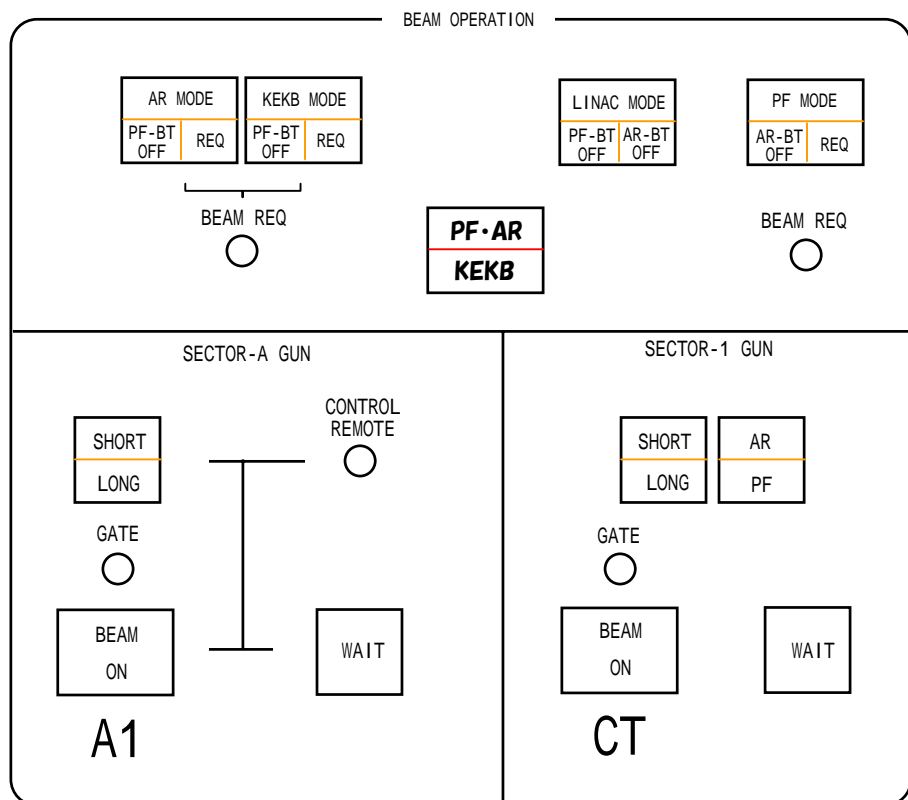 BEAM OPERATION
AR MODE
PF-BT OFF
REQ
KEKB MODE
PF-BT OFF
REQ
LINAC MODE
PF-BT OFF
AR-BT OFF
PF MODE
AR-BT OFF
REQ
BEAM REQ
PF·AR
KEKB
BEAM REQ
SECTOR-A GUN
SHORT
LONG
CONTROL
REMOTE
GATE
BEAM
ON
WAIT
A1
SECTOR-1 GUN
SHORT
LONG
AR
PF
GATE
BEAM
ON
WAIT
CT